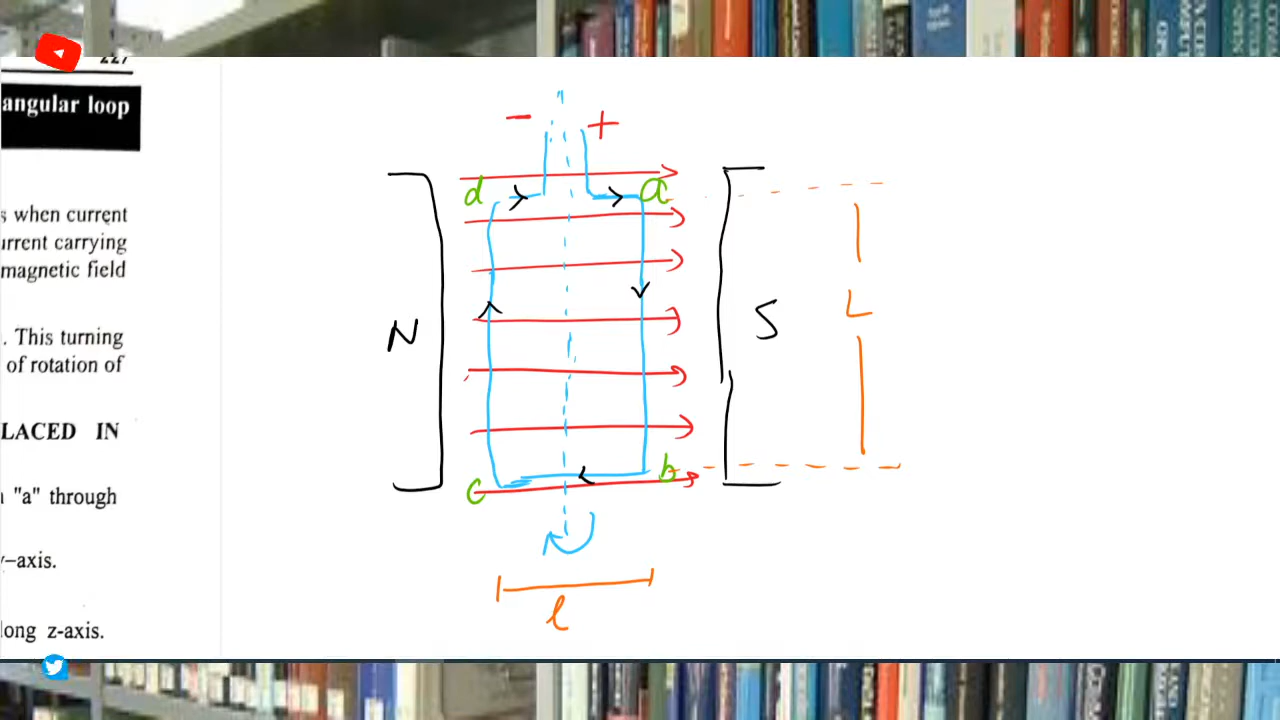 angular loop
s when current
urrent carrying
magnetic field
. This turning
of rotation of
LACED IN
"a" through
y-axis.
long z-axis.
- +
d a
N S L
c b
l